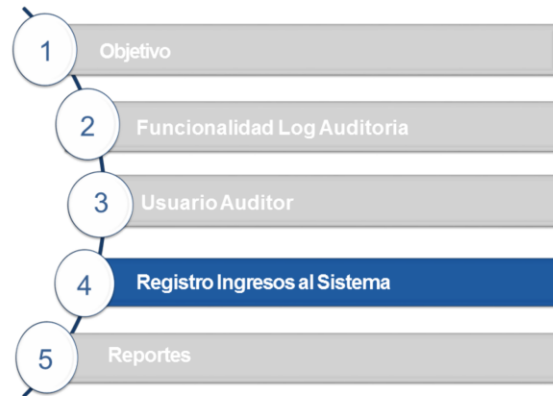 1 Objetivo
2 Funcionalidad Log Auditoria
3 Usuario Auditor
4 Registro Ingresos al Sistema
5 Reportes